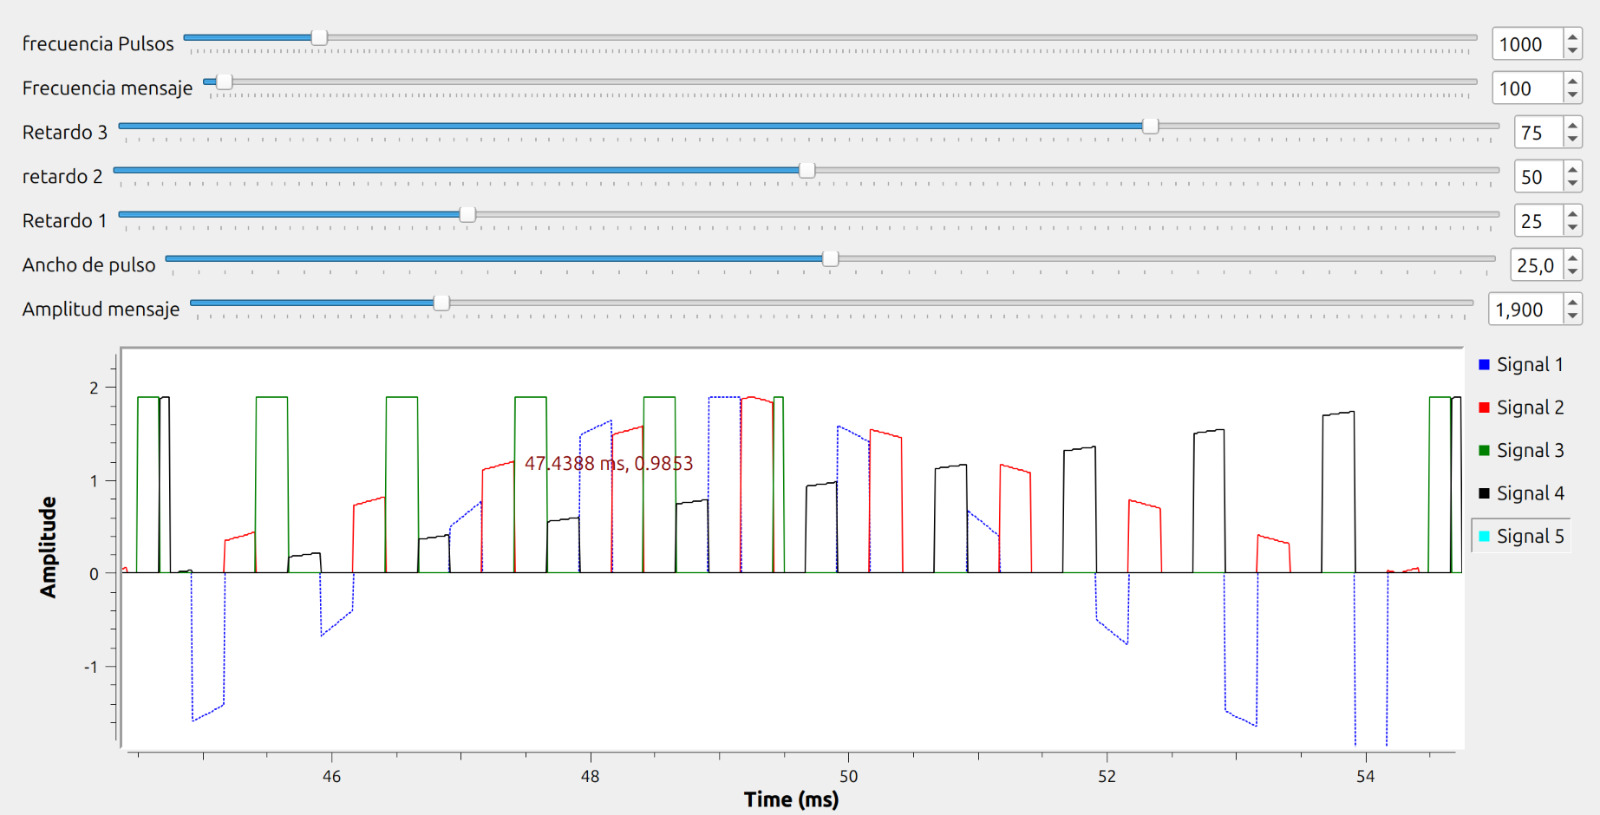 frecuencia Pulsos 1000
Frecuencia mensaje 100
Retardo 3 75
retardo 2 50
Retardo 1 25
Ancho de pulso 25,0
Amplitud mensaje 1,900
Signal 1
Signal 2
Signal 3
Signal 4
Signal 5
Amplitude
2
1
0
-1
47.4388 ms, 0.9853
46 48 50 52 54
Time (ms)